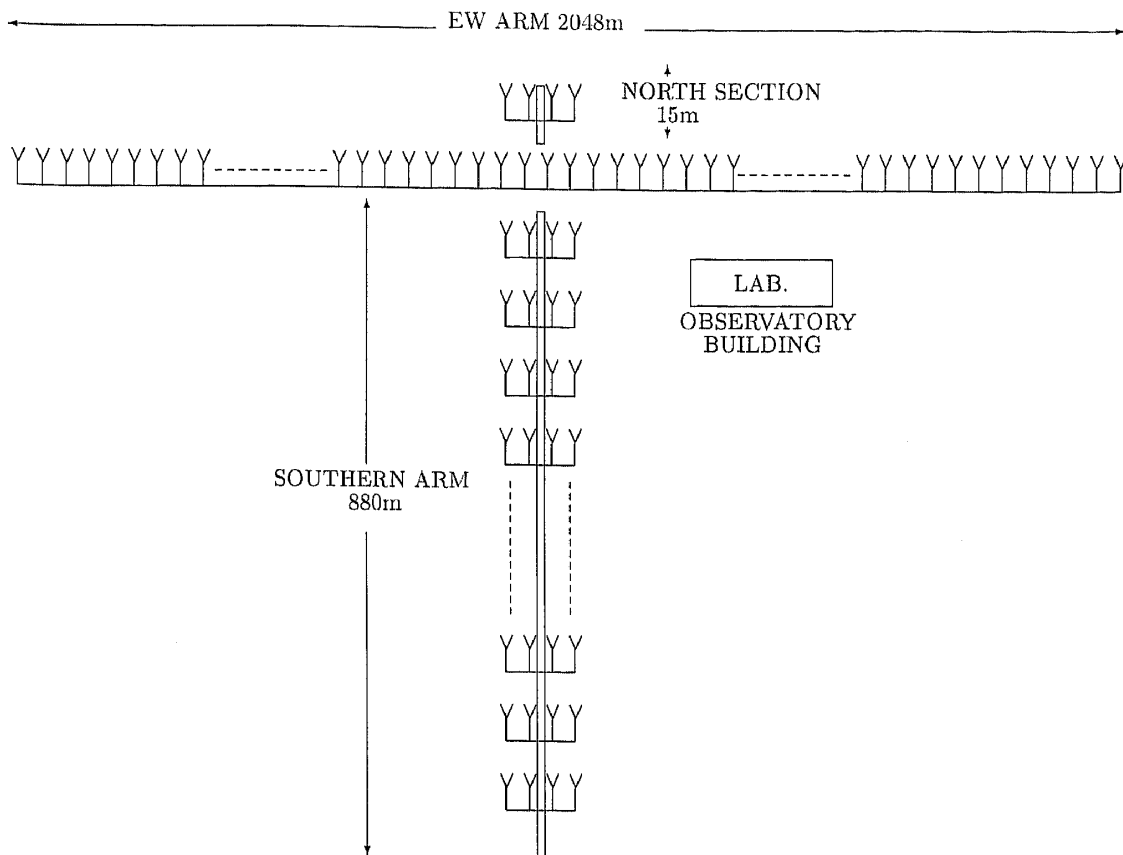 EW ARM 2048m
NORTH SECTION
15m
LAB.
OBSERVATORY
BUILDING
SOUTHERN ARM
880m